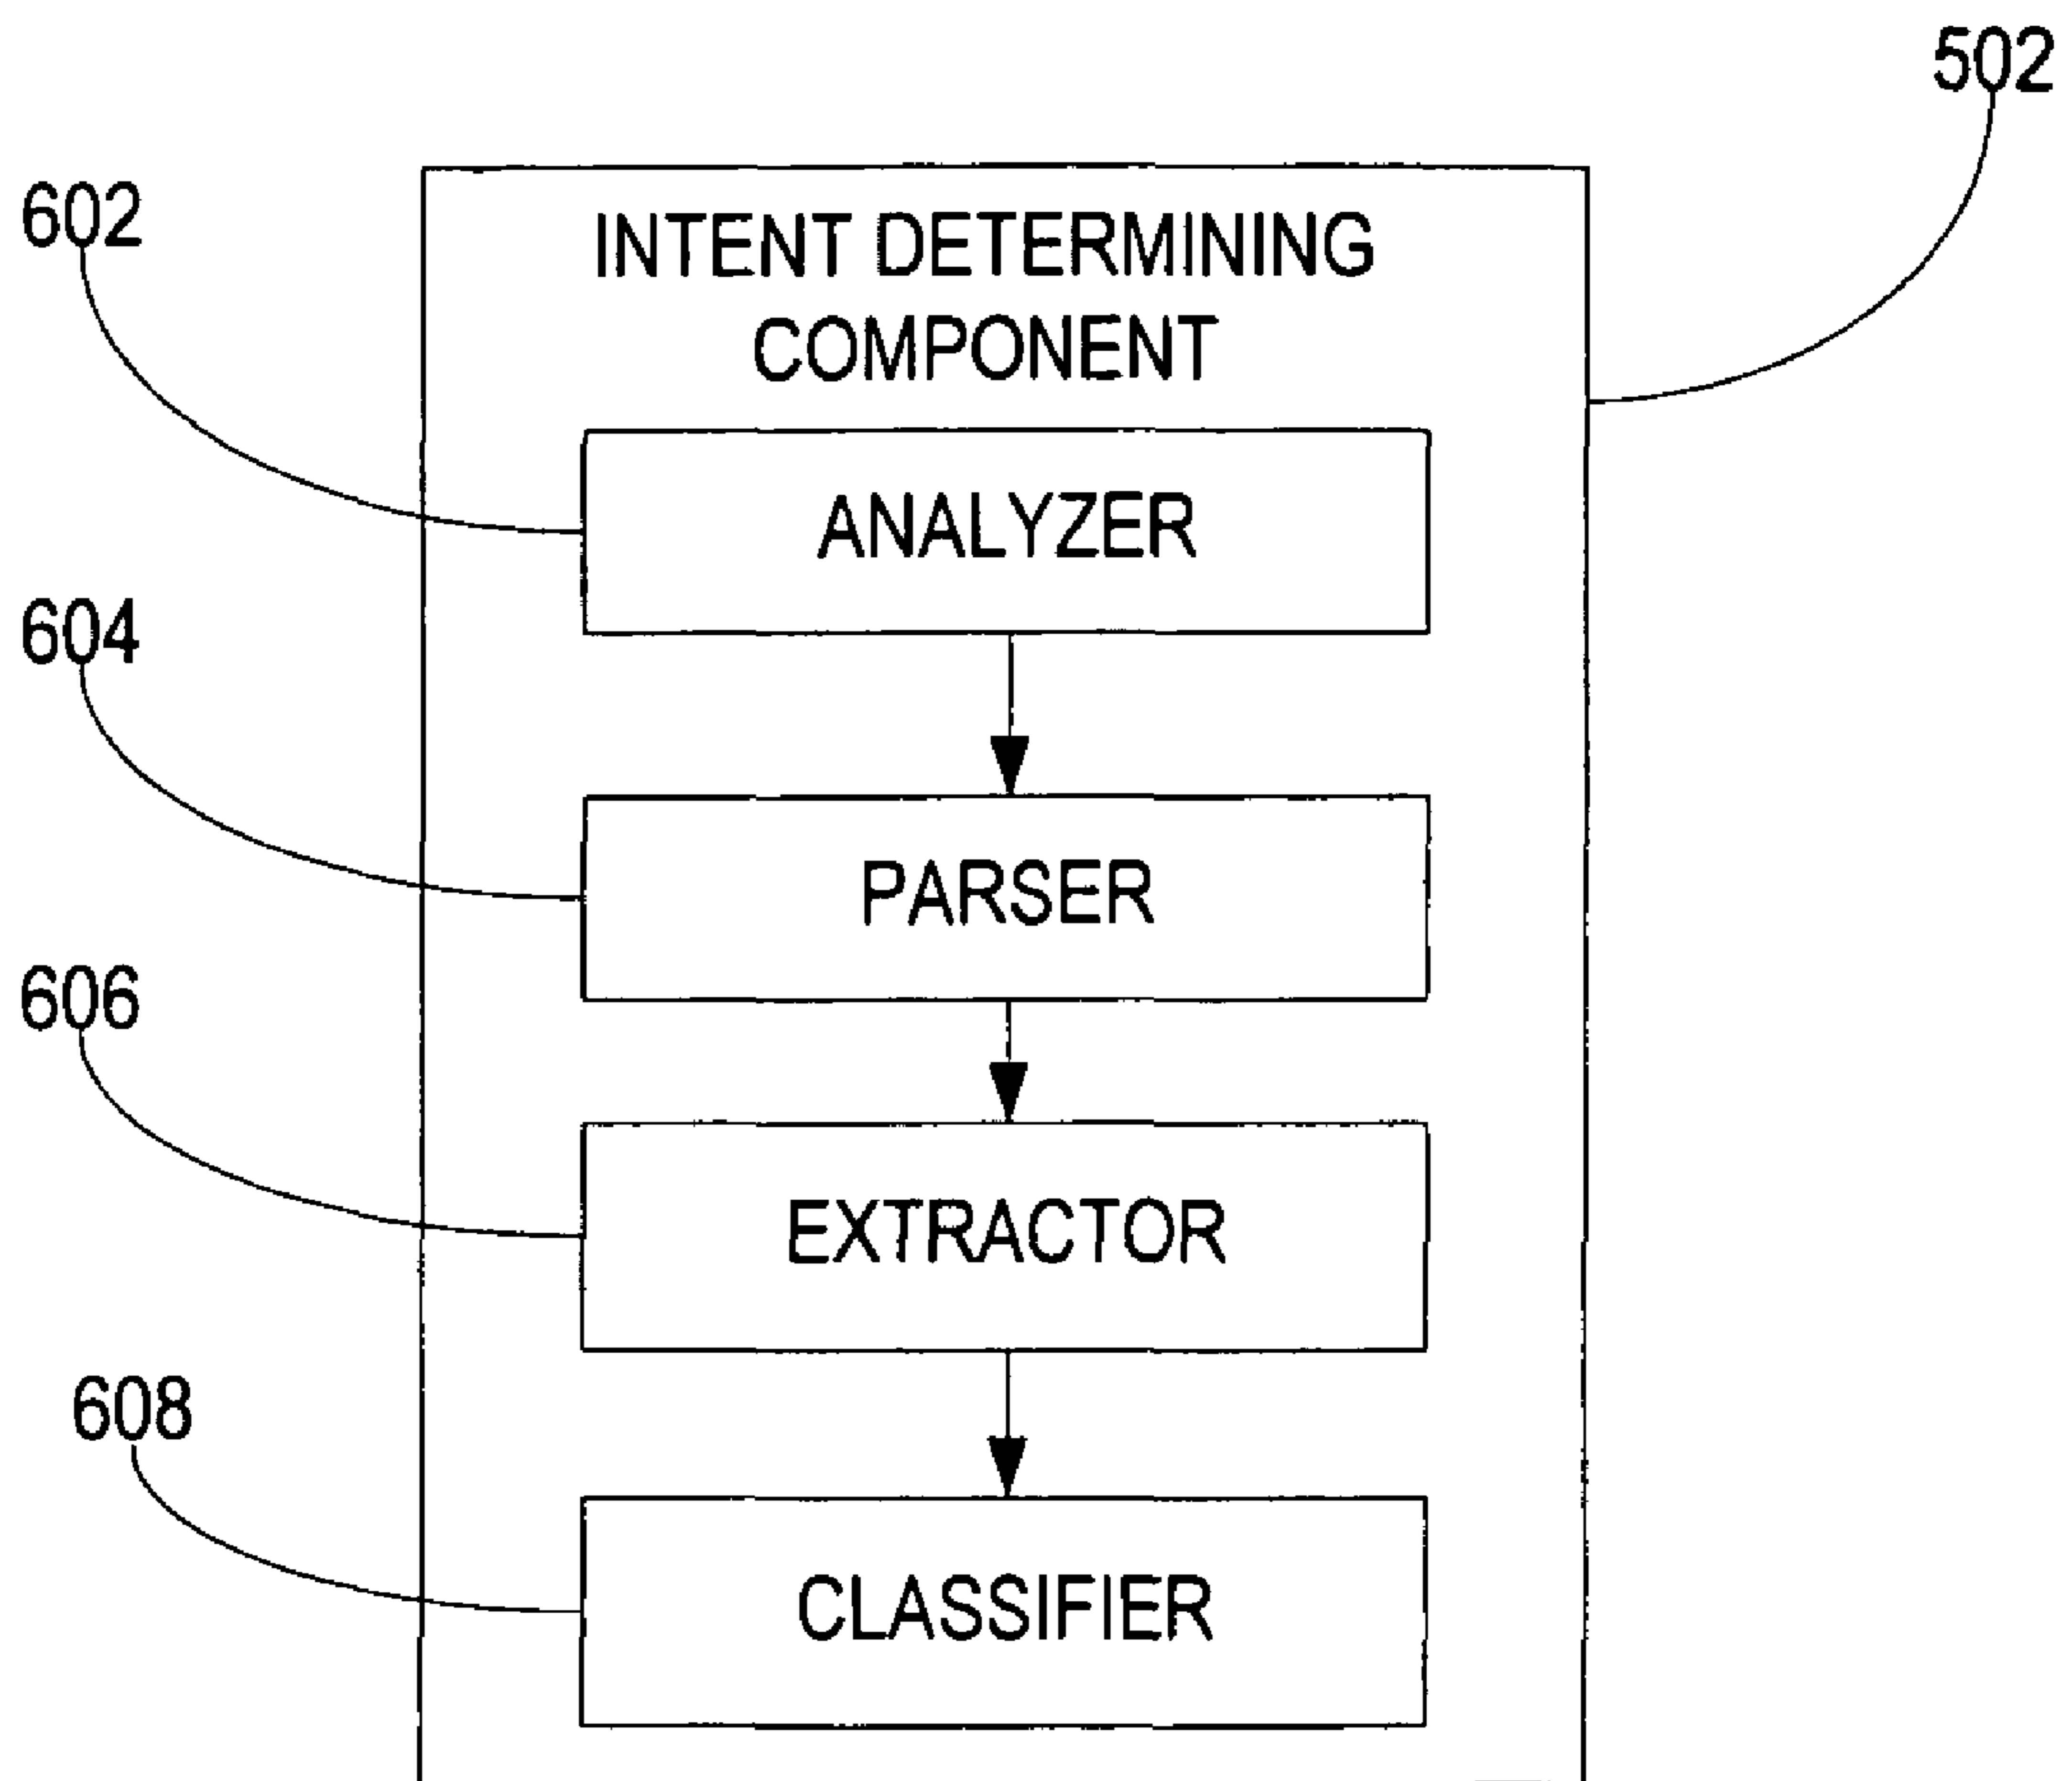 502
602
INTENT DETERMINING
COMPONENT
ANALYZER
604
PARSER
606
EXTRACTOR
608
CLASSIFIER